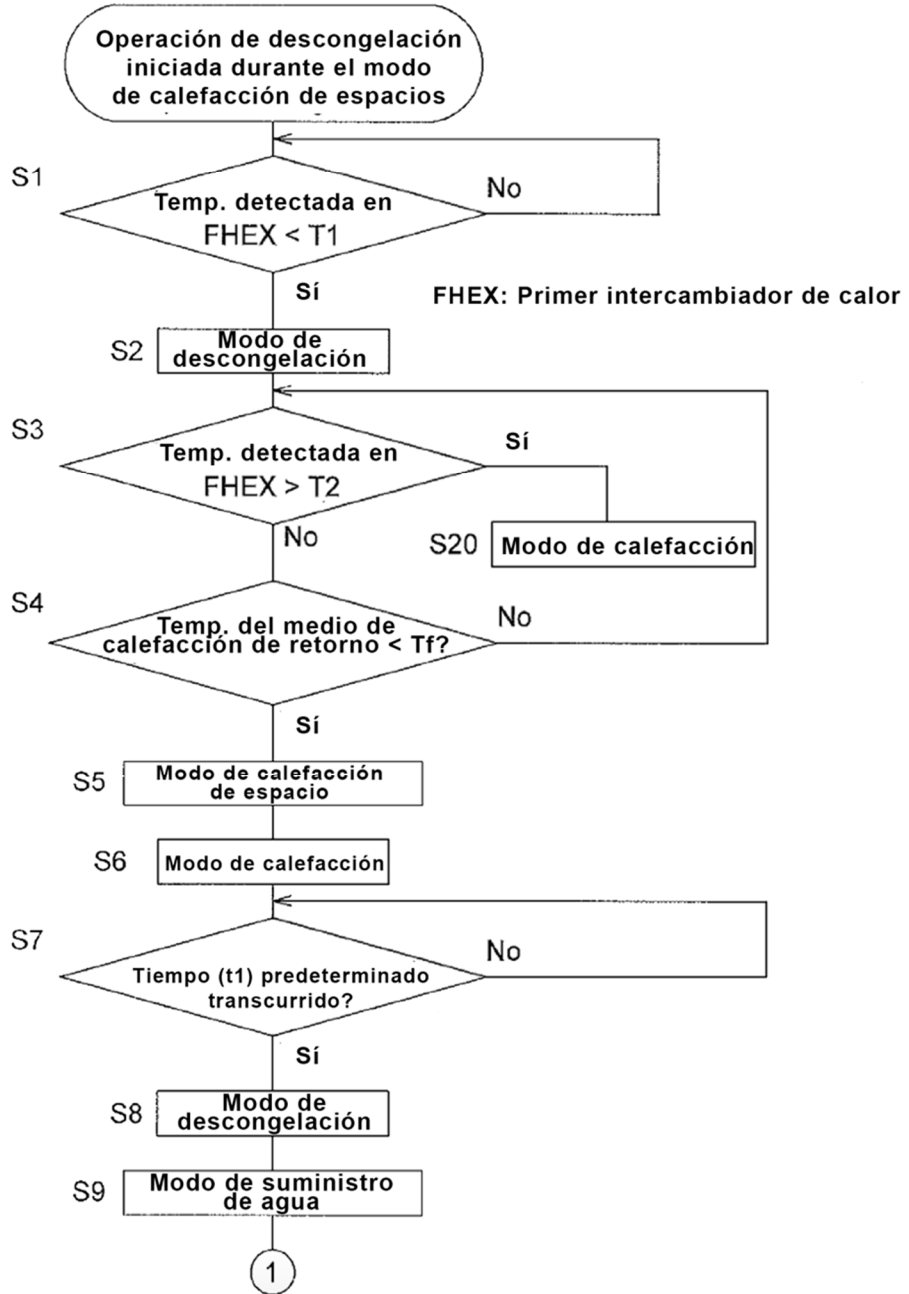 Operación de descongelación
iniciada durante el modo
de calefacción de espacios
S1
No
Temp. detectada en
FHEX < T1
Sí
FHEX: Primer intercambiador de calor
S2
Modo de
descongelación
S3
Sí
Temp. detectada en
FHEX > T2
No
S20
Modo de calefacción
S4
No
Temp. del medio de
calefacción de retorno < Tf?
Sí
S5
Modo de calefacción
de espacio
S6
Modo de calefacción
S7
No
Tiempo (t1) predeterminado
transcurrido?
Sí
S8
Modo de
descongelación
S9
Modo de suministro
de agua
1